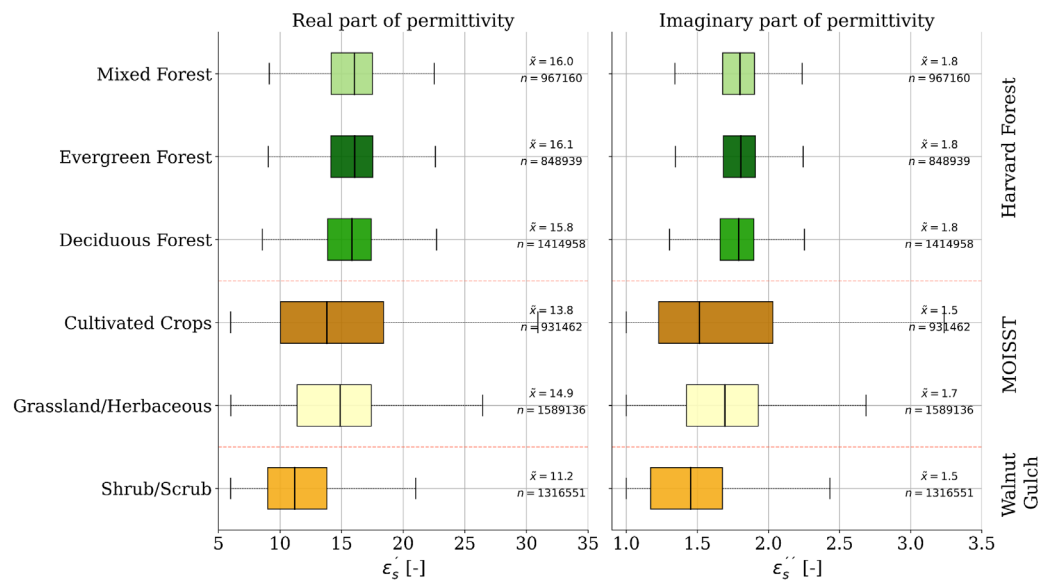 Real part of permittivity
Imaginary part of permittivity
Mixed Forest
x̃ = 16.0
n = 967160
x̃ = 1.8
n = 967160
Evergreen Forest
x̃ = 16.1
n = 848939
x̃ = 1.8
n = 848939
Deciduous Forest
x̃ = 15.8
n = 1414958
x̃ = 1.8
n = 1414958
Harvard Forest
Cultivated Crops
x̃ = 13.8
n = 931462
x̃ = 1.5
n = 931462
Grassland/Herbaceous
x̃ = 14.9
n = 1589136
x̃ = 1.7
n = 1589136
MOISST
Shrub/Scrub
x̃ = 11.2
n = 1316551
x̃ = 1.5
n = 1316551
Walnut
Gulch
5 10 15 20 25 30 35
1.0 1.5 2.0 2.5 3.0 3.5
εs′ [-]
εs′′ [-]